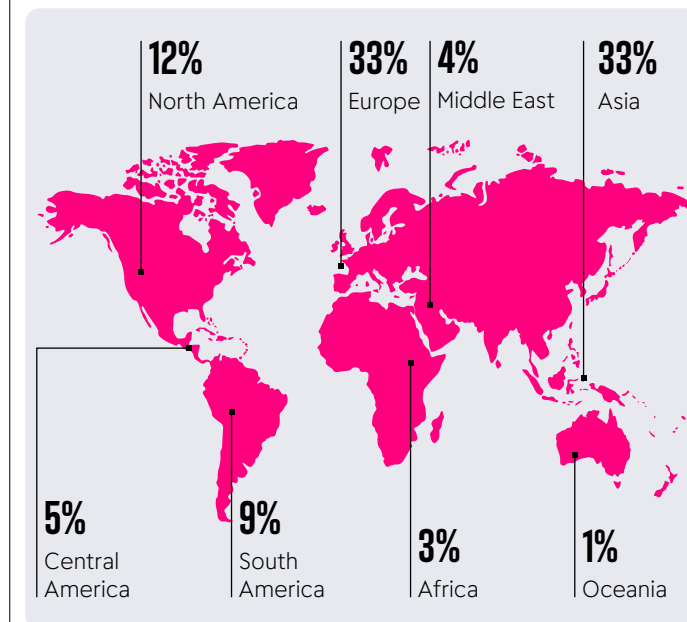 12%
North America
33%
Europe
4%
Middle East
33%
Asia
5%
Central
America
9%
South
America
3%
Africa
1%
Oceania